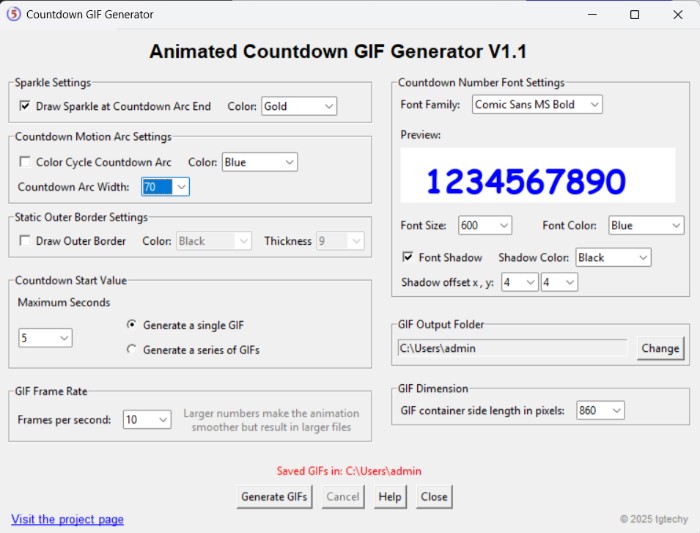 Countdown GIF Generator
Animated Countdown GIF Generator V1.1
Sparkle Settings
Draw Sparkle at Countdown Arc End Color: Gold
Countdown Motion Arc Settings
Color Cycle Countdown Arc Color: Blue
Countdown Arc Width: 70
Static Outer Border Settings
Draw Outer Border Color: Black Thickness 9
Countdown Start Value
Maximum Seconds
5
Generate a single GIF
Generate a series of GIFs
GIF Frame Rate
Frames per second: 10
Larger numbers make the animation
smoother but result in larger files
Countdown Number Font Settings
Font Family: Comic Sans MS Bold
Preview:
1234567890
Font Size: 600 Font Color: Blue
Font Shadow Shadow Color: Black
Shadow offset x , y: 4 4
GIF Output Folder
C:\Users\admin Change
GIF Dimension
GIF container side length in pixels: 860
Saved GIFs in: C:\Users\admin
Generate GIFs Cancel Help Close
Visit the project page
© 2025 tgtechy